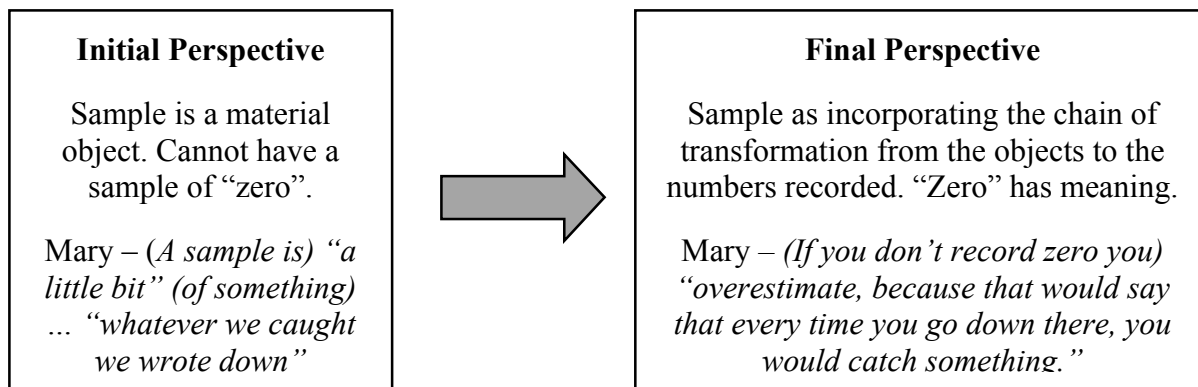 Initial Perspective
Sample is a material
object. Cannot have a
sample of “zero”.
Mary – (A sample is) “a
little bit” (of something)
… “whatever we caught
we wrote down”
Final Perspective
Sample as incorporating the chain of
transformation from the objects to the
numbers recorded. “Zero” has meaning.
Mary – (If you don’t record zero you)
“overestimate, because that would say
that every time you go down there, you
would catch something.”